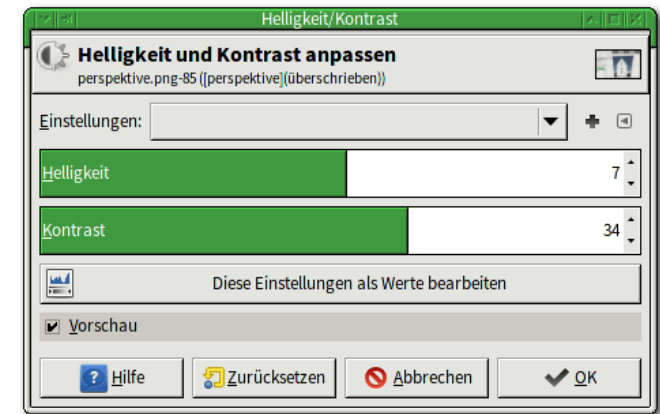 Helligkeit/Kontrast
Helligkeit und Kontrast anpassen
perspektive.png-85 ([perspektive](überschrieben))
Einstellungen:
Helligkeit 7
Kontrast 34
Diese Einstellungen als Werte bearbeiten
Vorschau
Hilfe Zurücksetzen Abbrechen OK